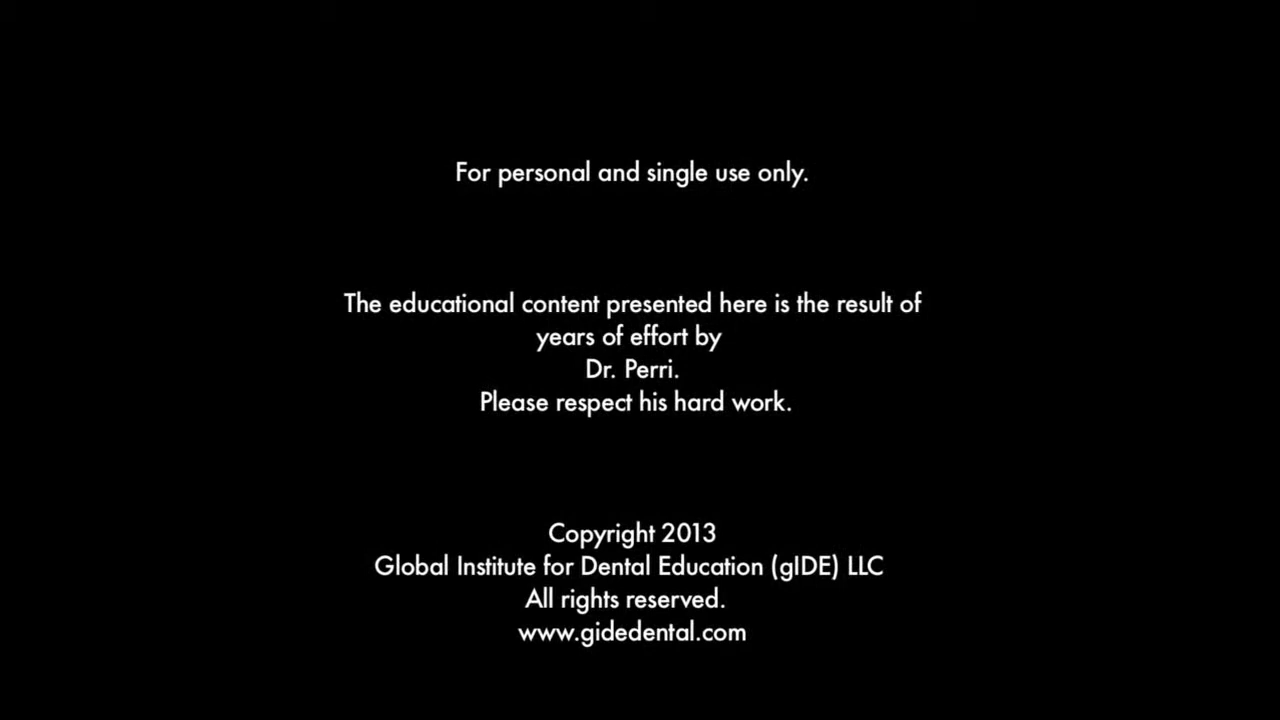 For personal and single use only.
The educational content presented here is the result of
years of effort by
Dr. Perri.
Please respect his hard work.
Copyright 2013
Global Institute for Dental Education (gIDE) LLC
All rights reserved.
www.gidedental.com